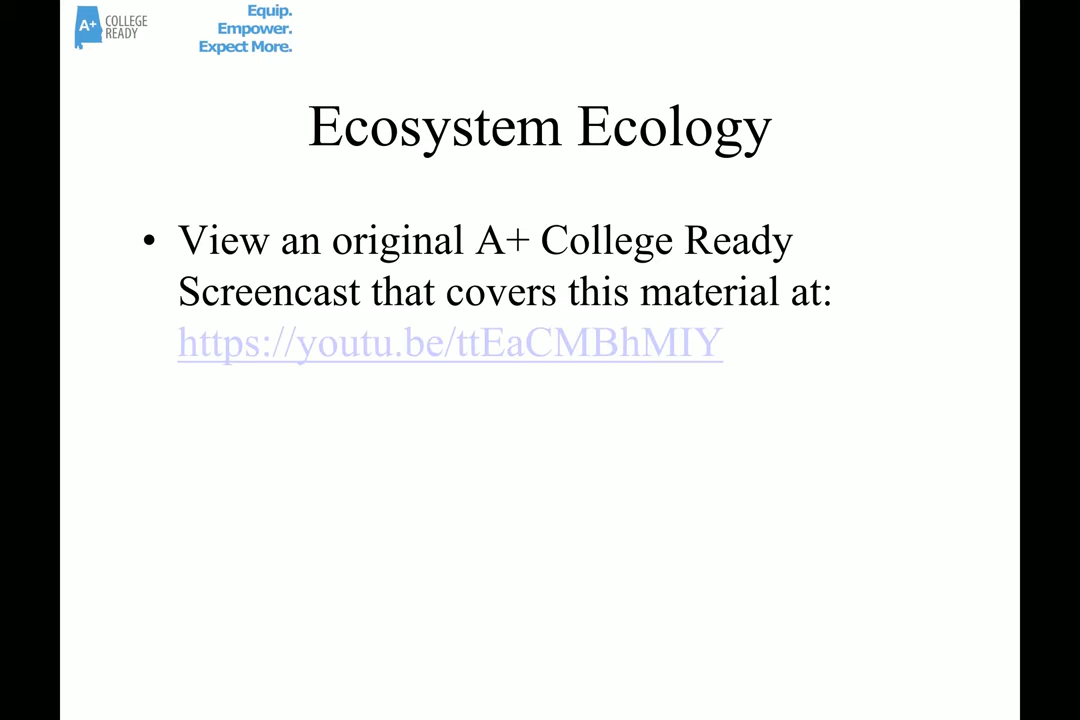 A+ COLLEGE
READY
Equip.
Empower.
Expect More.
Ecosystem Ecology
• View an original A+ College Ready
Screencast that covers this material at:
https://youtu.be/ttEaCMBhMIY